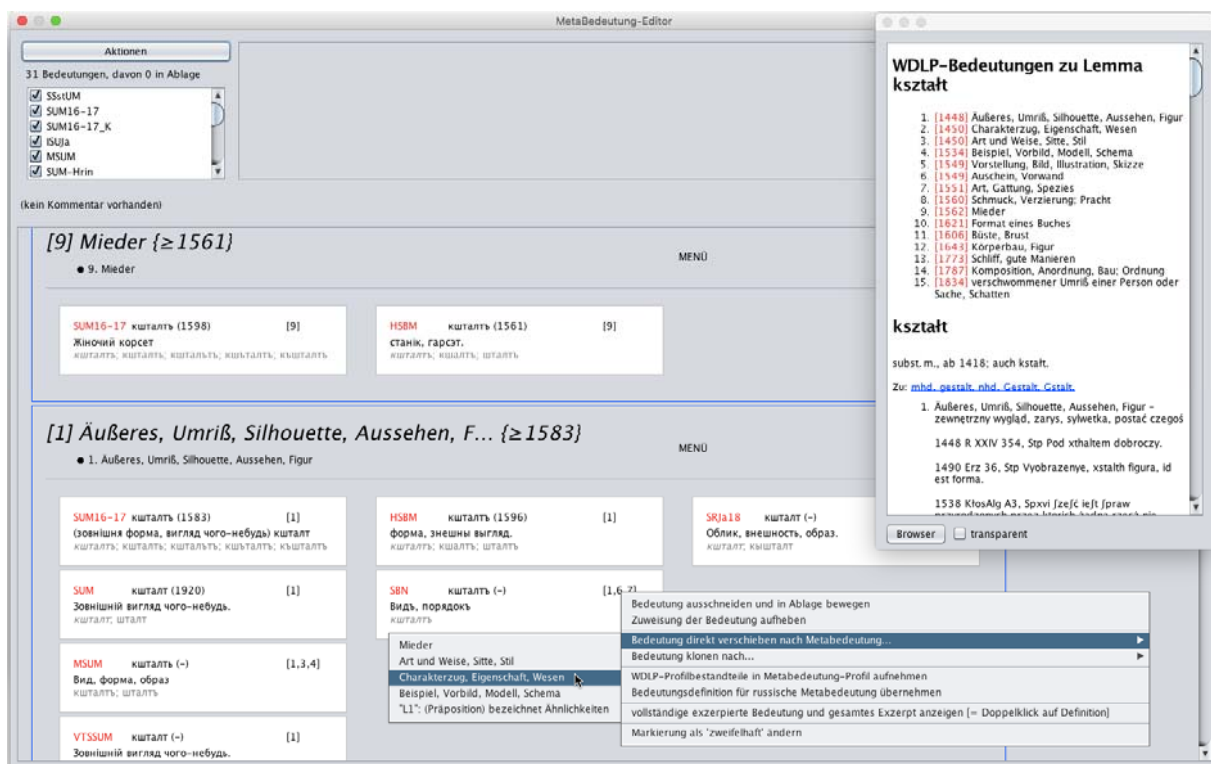 MetaBedeutung-Editor
Aktionen
31 Bedeutungen, davon 0 in Ablage
SSstUM
SUM16-17
SUM16-17_K
ISUJa
MSUM
SUM-Hrin
(kein Kommentar vorhanden)
[9] Mieder {≥1561}
● 9. Mieder
MENÜ
SUM16-17 кшталтъ (1598) [9]
Жіночий корсет
кшталтъ; кшталть; кштальтъ; кшъталтъ; къшталтъ
HSBM кшталтъ (1561) [9]
станік, гарсэт.
кшталтъ; кшалтъ; шталтъ
[1] Äußeres, Umriß, Silhouette, Aussehen, F... {≥1583}
● 1. Äußeres, Umriß, Silhouette, Aussehen, Figur
MENÜ
SUM16-17 кшталтъ (1583) [1]
(зовнішня форма, вигляд чого-небудь) кшталт
кшталтъ; кшталть; кштальтъ; кшъталтъ; къшталтъ
HSBM кшталтъ (1596) [1]
форма, знешны выгляд.
кшталтъ; кшалтъ; шталтъ
SRJa18 кшталт (-)
Облик, внешность, образ.
кшталт; кышталт
SUM кшталт (1920) [1]
Зовнішній вигляд чого-небудь.
кшталт; шталт
SBN кшталтъ (-) [1,6,7]
Видъ, порядокъ
кшталтъ
MSUM кшталтъ (-) [1,3,4]
Вид, форма, образ
кшталтъ; шталтъ
VTSSUM кшталт (-) [1]
Зовнішній вигляд чого-небудь.
Mieder
Art und Weise, Sitte, Stil
Charakterzug, Eigenschaft, Wesen
Beispiel, Vorbild, Modell, Schema
"L1": (Präposition) bezeichnet Ähnlichkeiten
Bedeutung ausschneiden und in Ablage bewegen
Zuweisung der Bedeutung aufheben
Bedeutung direkt verschieben nach Metabedeutung...
Bedeutung klonen nach...
WDLP-Profilbestandteile in Metabedeutung-Profil aufnehmen
Bedeutungsdefinition für russische Metabedeutung übernehmen
vollständige exzerpierte Bedeutung und gesamtes Exzerpt anzeigen [= Doppelklick auf Definition]
Markierung als 'zweifelhaft' ändern
WDLP-Bedeutungen zu Lemma
kształt
1. [1448] Äußeres, Umriß, Silhouette, Aussehen, Figur
2. [1450] Charakterzug, Eigenschaft, Wesen
3. [1450] Art und Weise, Sitte, Stil
4. [1534] Beispiel, Vorbild, Modell, Schema
5. [1549] Vorstellung, Bild, Illustration, Skizze
6. [1549] Auschein, Vorwand
7. [1551] Art, Gattung, Spezies
8. [1560] Schmuck, Verzierung; Pracht
9. [1562] Mieder
10. [1621] Format eines Buches
11. [1606] Büste, Brust
12. [1643] Körperbau, Figur
13. [1773] Schliff, gute Manieren
14. [1787] Komposition, Anordnung, Bau; Ordnung
15. [1834] verschwommener Umriß einer Person oder
Sache, Schatten
kształt
subst. m., ab 1418; auch kstałt.
Zu: mhd. gestalt, nhd. Gestalt, Gstalt.
1. Äußeres, Umriß, Silhouette, Aussehen, Figur –
zewnętrzny wygląd, zarys, sylwetka, postać czegoś
1448 R XXIV 354, Stp Pod xthaltem dobroczy.
1490 Erz 36, Stp Vyobrazenye, xstalth figura, id
est forma.
1538 KłosAlg A3, Spxvi ſzeſć ieſt ſpraw
Browser
transparent